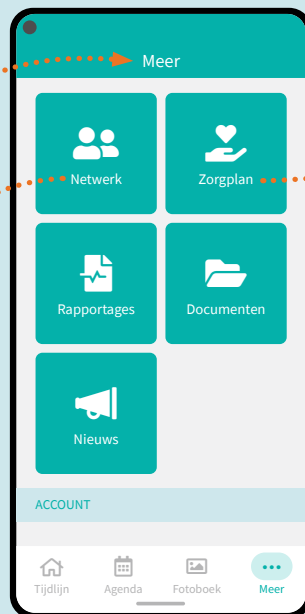 Meer
Netwerk Zorgplan
Rapportages Documenten
Nieuws
ACCOUNT
Tijdlijn Agenda Fotoboek Meer